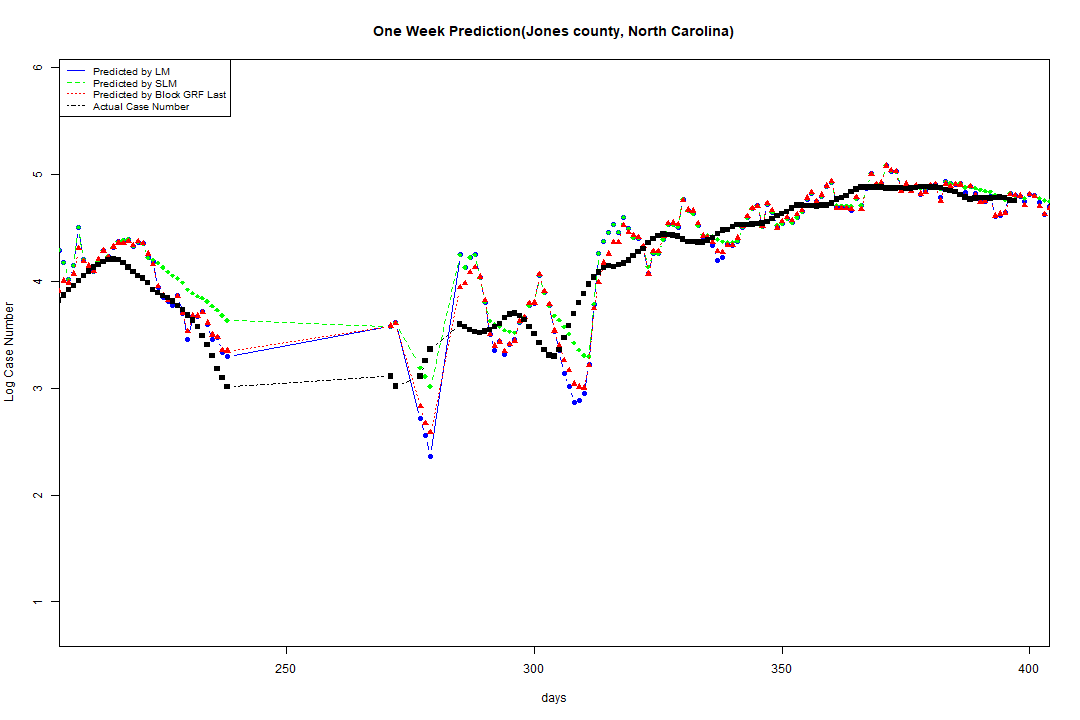 One Week Prediction(Jones county, North Carolina)
Predicted by LM
Predicted by SLM
Predicted by Block GRF Last
Actual Case Number
6
5
4
3
2
1
Log Case Number
250
300
350
400
days